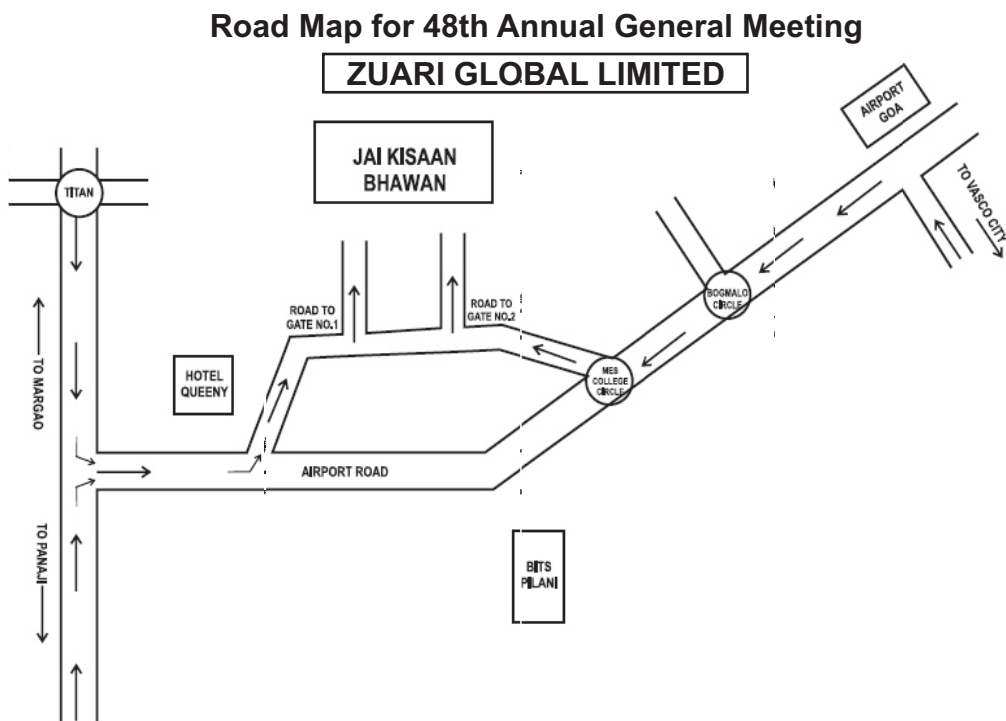 Road Map for 48th Annual General Meeting
ZUARI GLOBAL LIMITED
AIRPORT
GOA
JAI KISAAN
BHAWAN
TITAN
TO VASCO CITY
BOGMALO
CIRCLE
ROAD TO
GATE NO.1
ROAD TO
GATE NO.2
TO MARGAO
HOTEL
QUEENY
MES
COLLEGE
CIRCLE
AIRPORT ROAD
TO PANAJI
BITS
PILANI